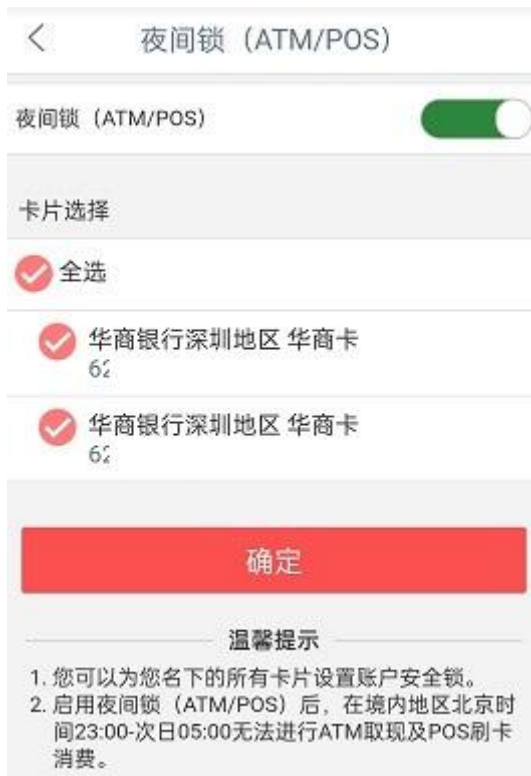 夜间锁（ATM/POS）
夜间锁（ATM/POS）
卡片选择
全选
华商银行深圳地区 华商卡
62
华商银行深圳地区 华商卡
62
确定
温馨提示
1. 您可以为您名下的所有卡片设置账户安全锁。
2. 启用夜间锁（ATM/POS）后，在境内地区北京时
间23:00-次日05:00无法进行ATM取现及POS刷卡
消费。